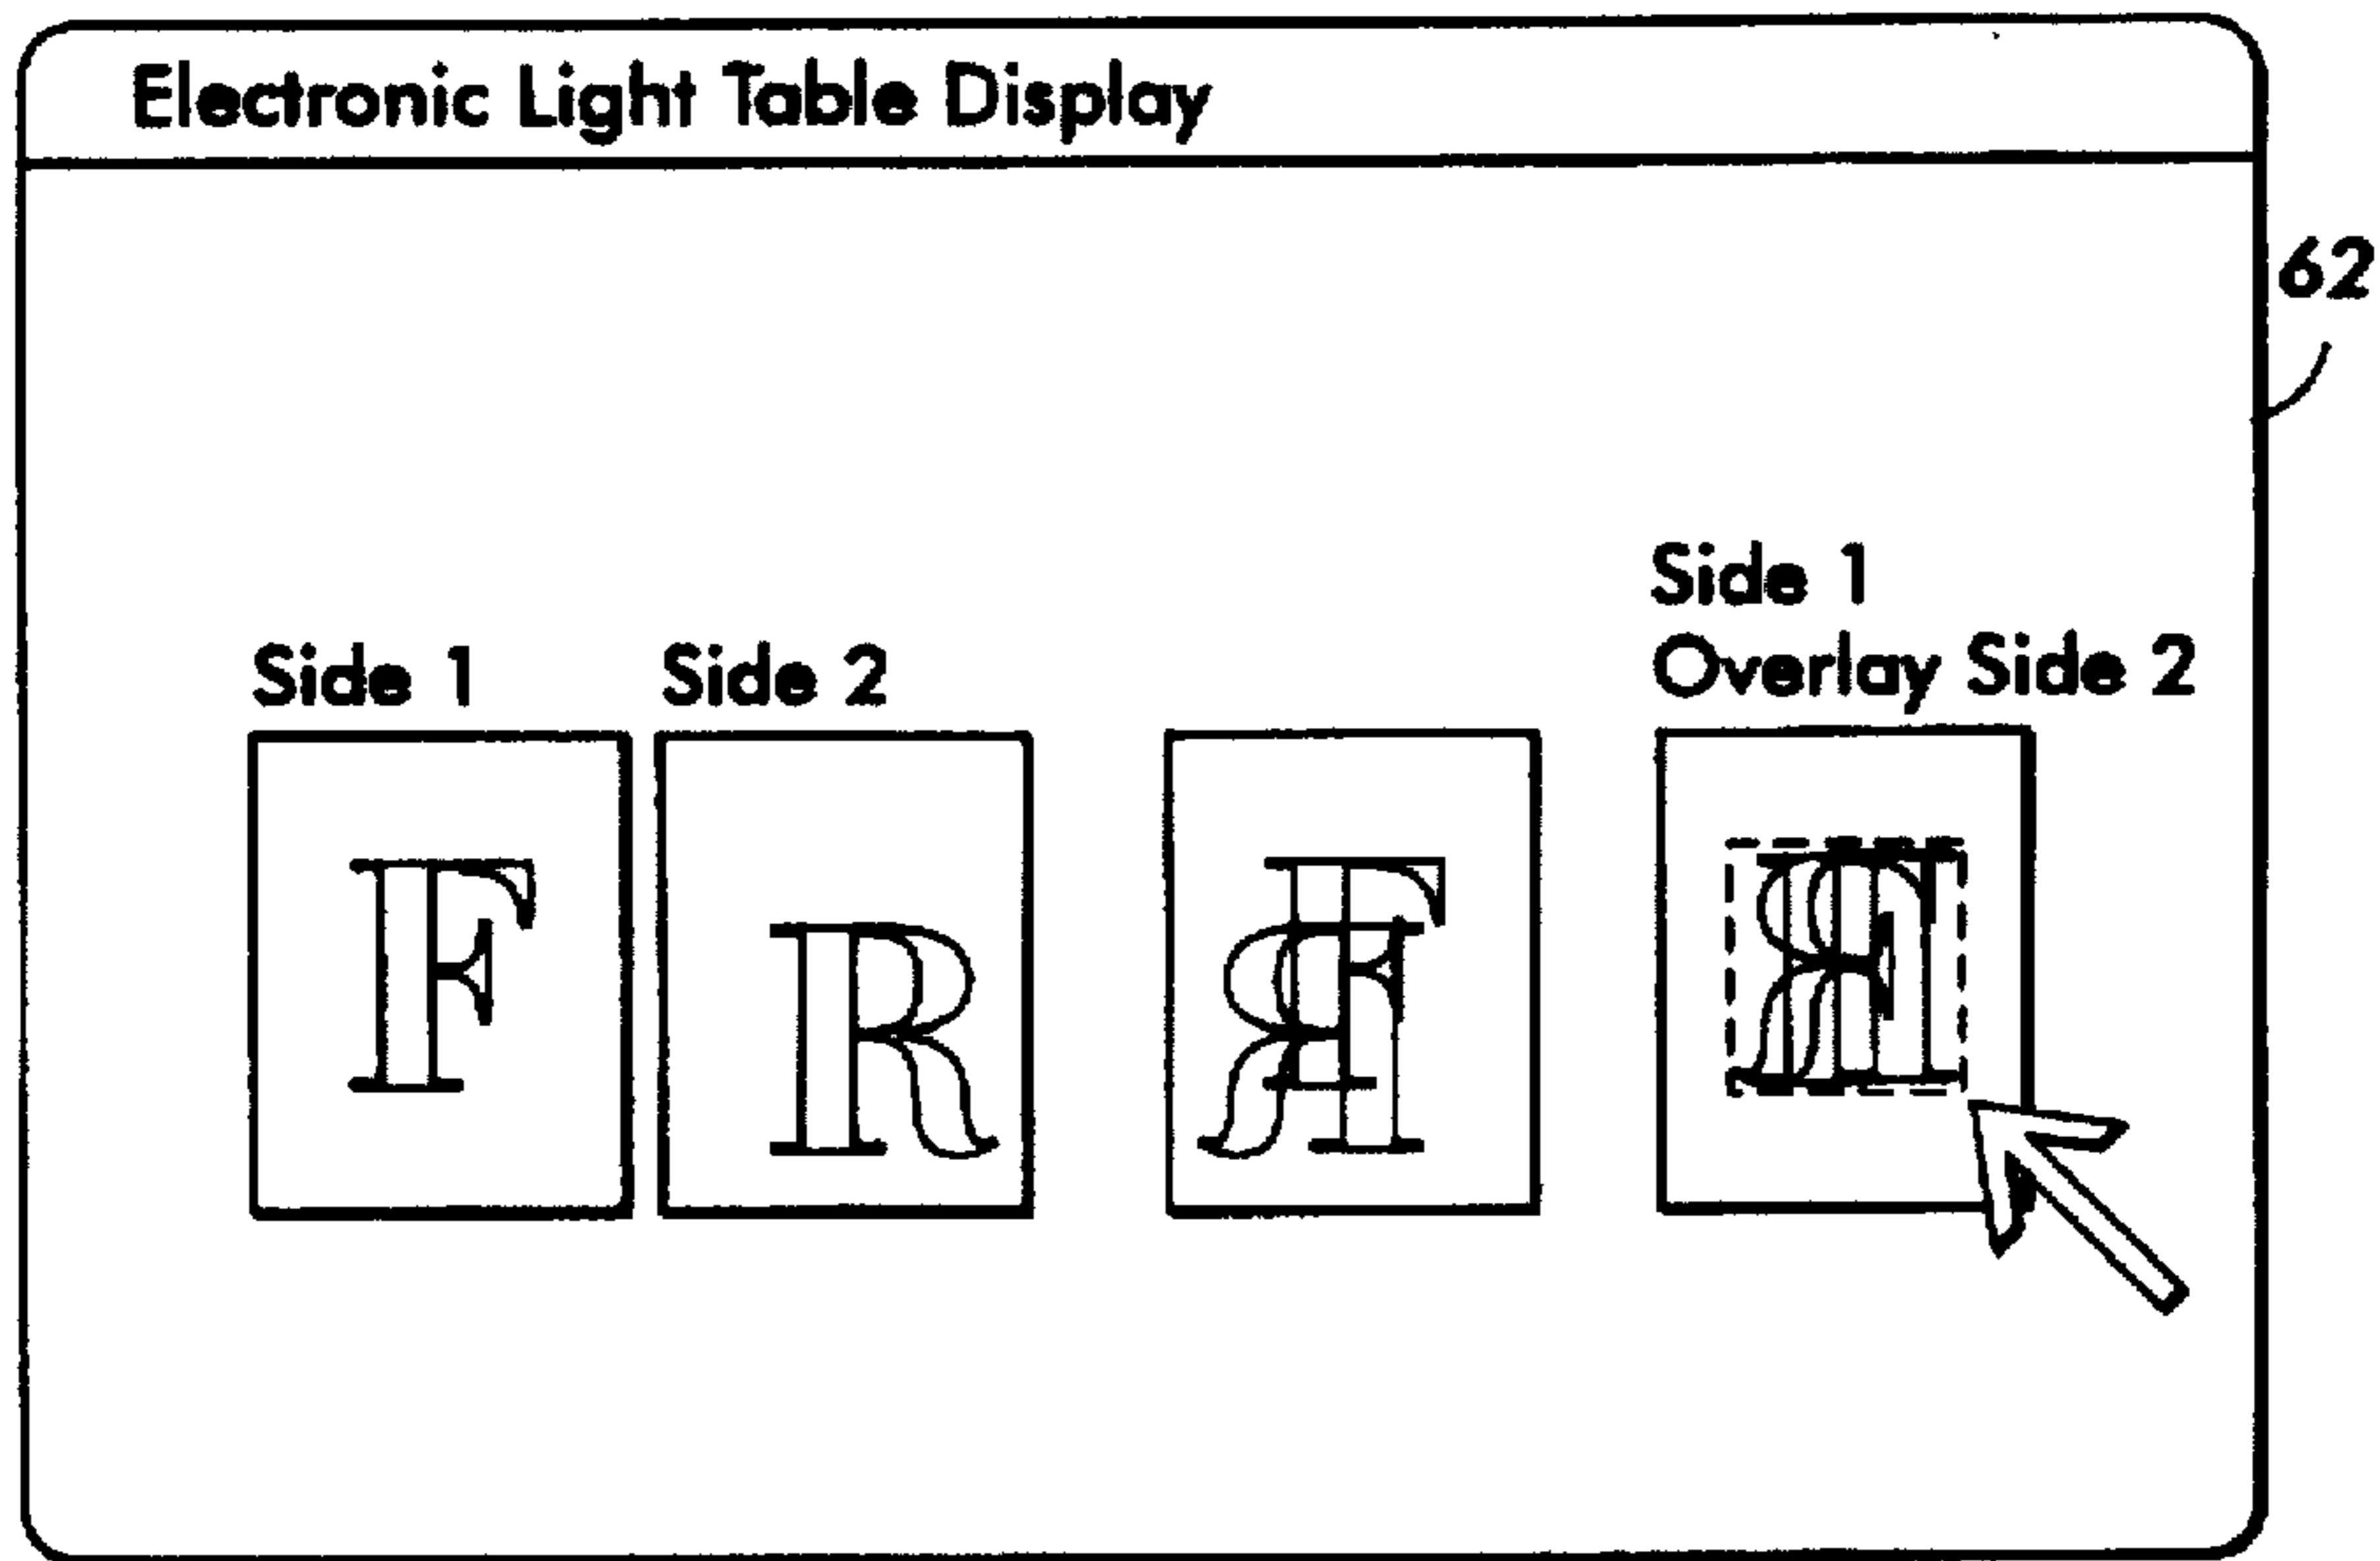 Electronic Light Table Display
62
Side 1
Overlay Side 2
Side 1
Side 2
F
R